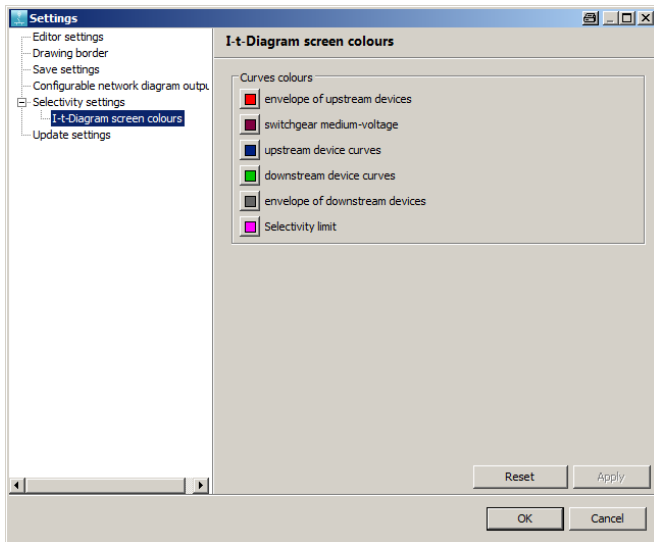 Settings
Editor settings
Drawing border
Save settings
Configurable network diagram outpu
Selectivity settings
I-t-Diagram screen colours
Update settings
I-t-Diagram screen colours
Curves colours
envelope of upstream devices
switchgear medium-voltage
upstream device curves
downstream device curves
envelope of downstream devices
Selectivity limit
Reset
Apply
OK
Cancel